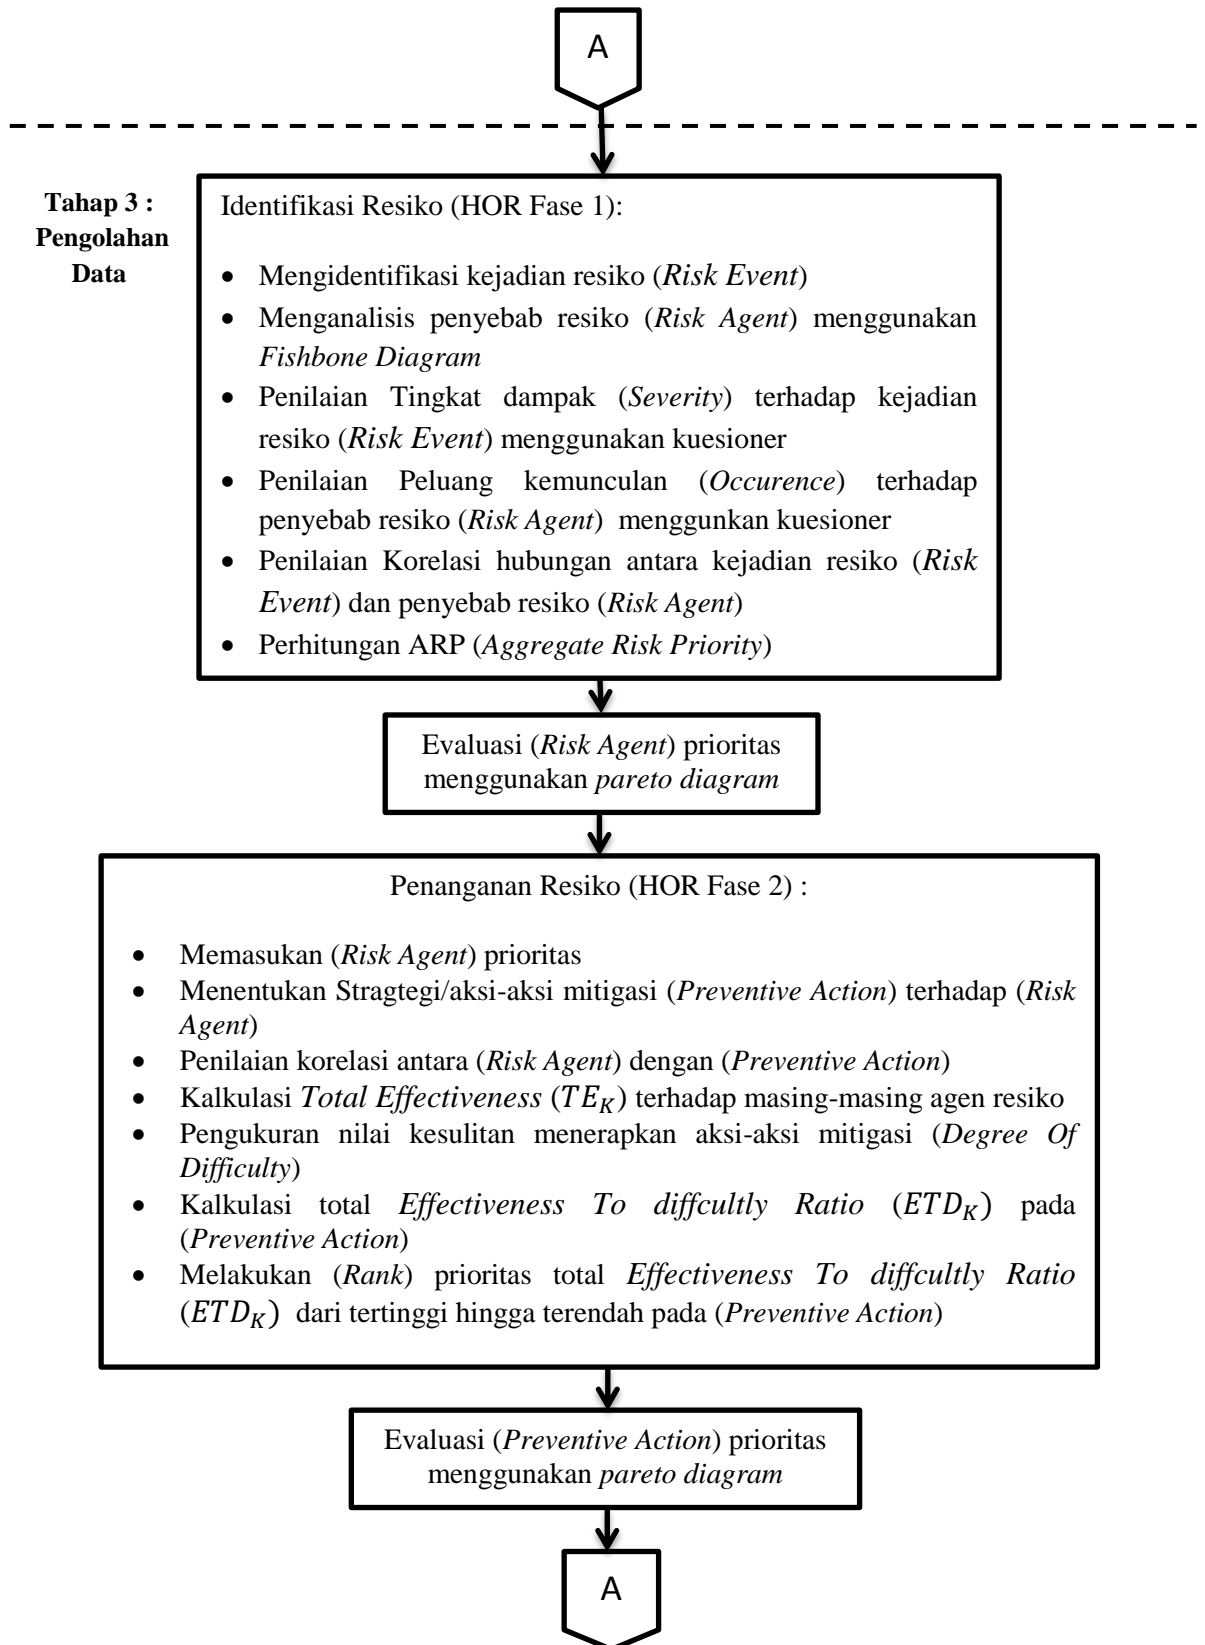 A
Tahap 3 :
Pengolahan
Data
Identifikasi Resiko (HOR Fase 1):
• Mengidentifikasi kejadian resiko (Risk Event)
• Menganalisis penyebab resiko (Risk Agent) menggunakan
Fishbone Diagram
• Penilaian Tingkat dampak (Severity) terhadap kejadian
resiko (Risk Event) menggunakan kuesioner
• Penilaian Peluang kemunculan (Occurence) terhadap
penyebab resiko (Risk Agent) menggunkan kuesioner
• Penilaian Korelasi hubungan antara kejadian resiko (Risk
Event) dan penyebab resiko (Risk Agent)
• Perhitungan ARP (Aggregate Risk Priority)
Evaluasi (Risk Agent) prioritas
menggunakan pareto diagram
Penanganan Resiko (HOR Fase 2) :
• Memasukan (Risk Agent) prioritas
• Menentukan Stragtegi/aksi-aksi mitigasi (Preventive Action) terhadap (Risk
Agent)
• Penilaian korelasi antara (Risk Agent) dengan (Preventive Action)
• Kalkulasi Total Effectiveness (TE_K) terhadap masing-masing agen resiko
• Pengukuran nilai kesulitan menerapkan aksi-aksi mitigasi (Degree Of
Difficulty)
• Kalkulasi total Effectiveness To diffcultly Ratio (ETD_K) pada
(Preventive Action)
• Melakukan (Rank) prioritas total Effectiveness To diffcultly Ratio
(ETD_K) dari tertinggi hingga terendah pada (Preventive Action)
Evaluasi (Preventive Action) prioritas
menggunakan pareto diagram
A